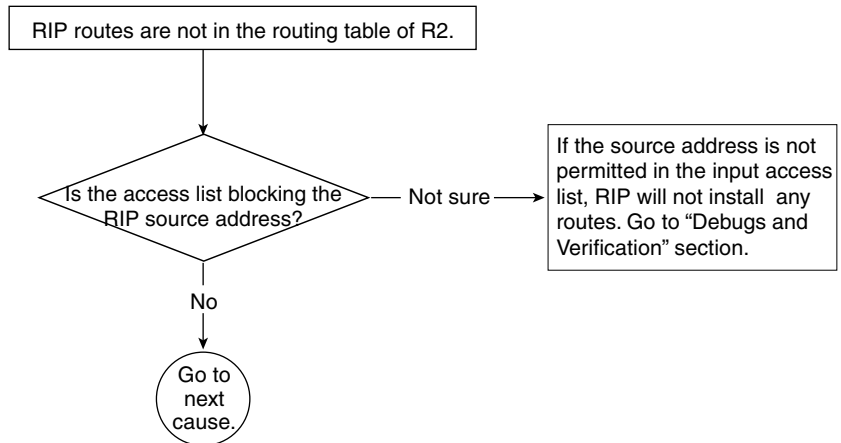 RIP routes are not in the routing table of R2.
Is the access list blocking the
RIP source address?
Not sure
If the source address is not
permitted in the input access
list, RIP will not install any
routes. Go to “Debugs and
Verification” section.
No
Go to
next
cause.